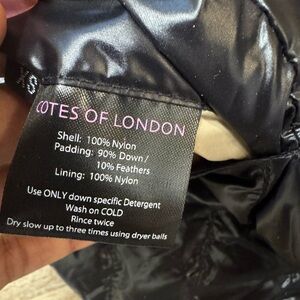 XS
COTES OF LONDON
Shell: 100% Nylon
Padding: 90% Down /
10% Feathers
Lining: 100% Nylon
Use ONLY down specific Detergent
Wash on COLD
Rince twice
Dry slow up to three times using dryer balls